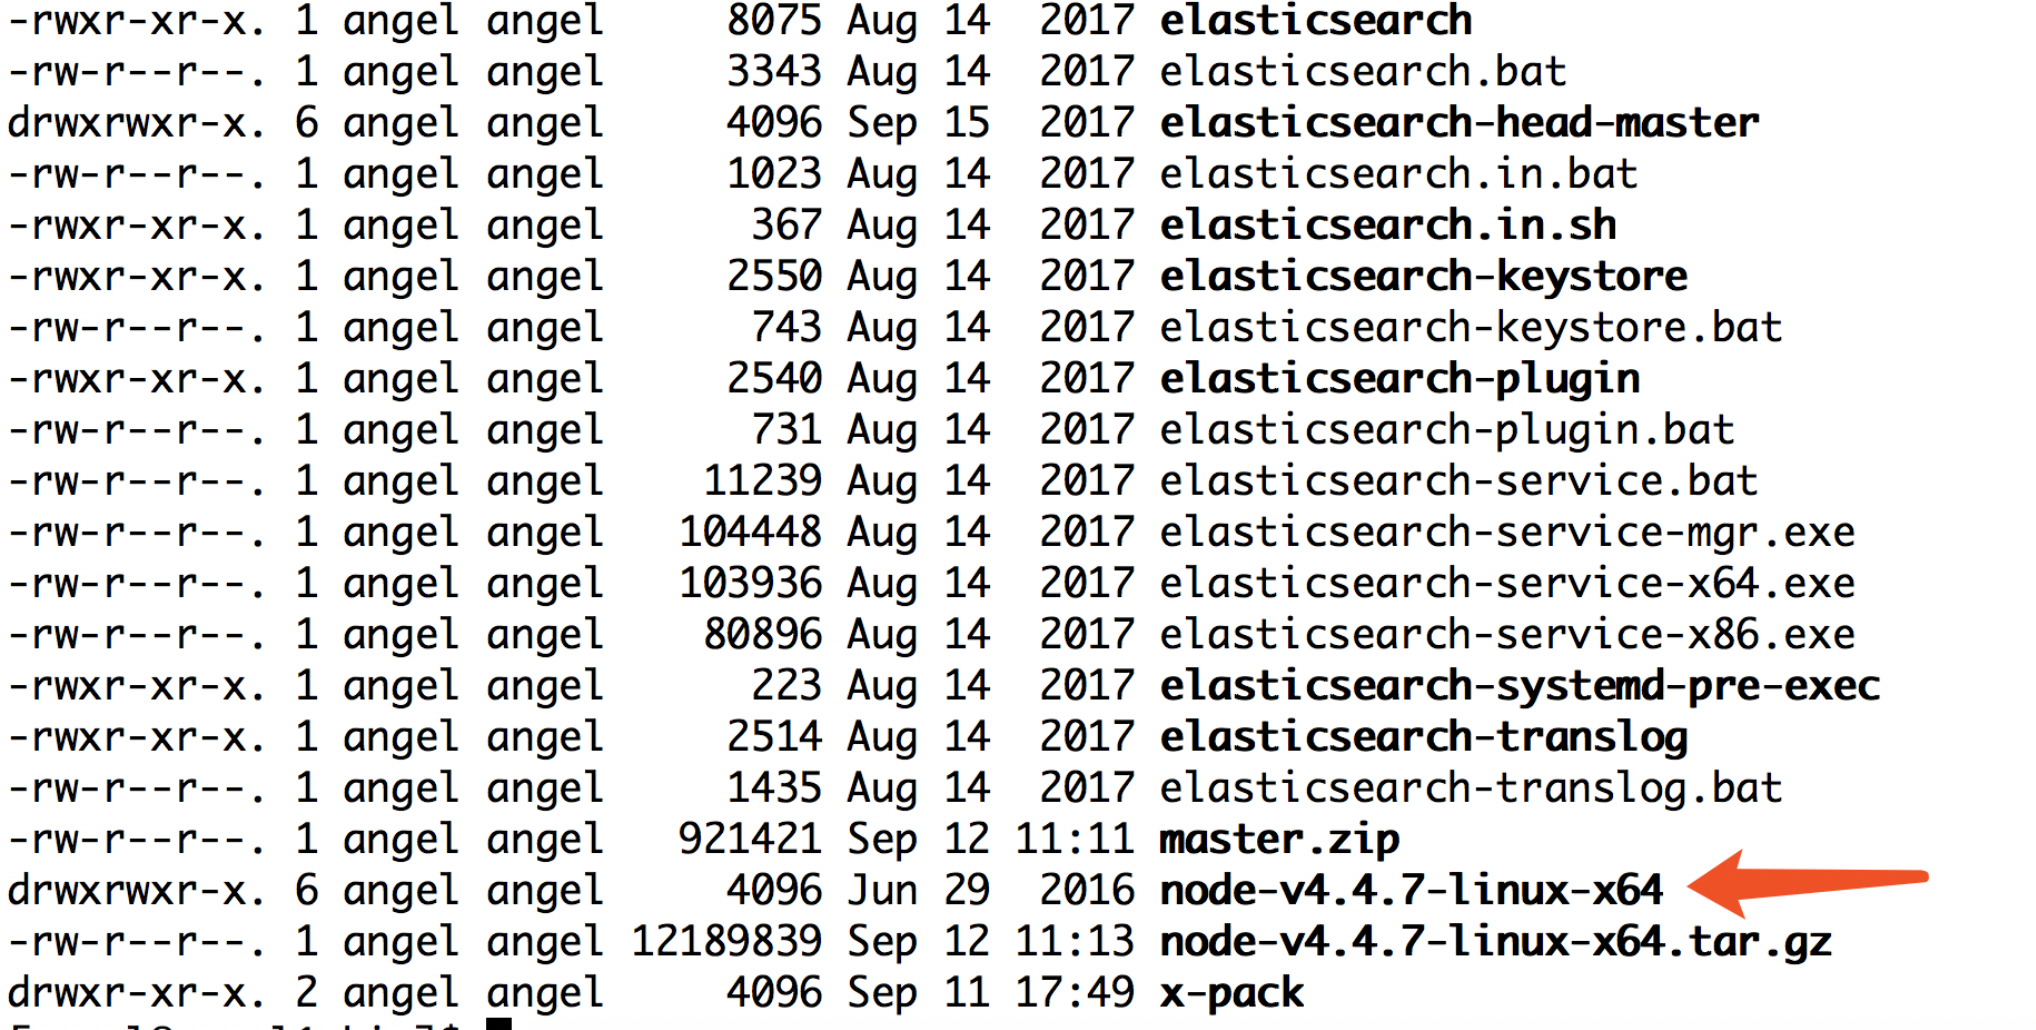 -rwxr-xr-x. 1 angel angel     8075 Aug 14  2017 elasticsearch
-rw-r--r--. 1 angel angel     3343 Aug 14  2017 elasticsearch.bat
drwxrwxr-x. 6 angel angel     4096 Sep 15  2017 elasticsearch-head-master
-rw-r--r--. 1 angel angel     1023 Aug 14  2017 elasticsearch.in.bat
-rwxr-xr-x. 1 angel angel      367 Aug 14  2017 elasticsearch.in.sh
-rwxr-xr-x. 1 angel angel     2550 Aug 14  2017 elasticsearch-keystore
-rw-r--r--. 1 angel angel      743 Aug 14  2017 elasticsearch-keystore.bat
-rwxr-xr-x. 1 angel angel     2540 Aug 14  2017 elasticsearch-plugin
-rw-r--r--. 1 angel angel      731 Aug 14  2017 elasticsearch-plugin.bat
-rw-r--r--. 1 angel angel    11239 Aug 14  2017 elasticsearch-service.bat
-rw-r--r--. 1 angel angel   104448 Aug 14  2017 elasticsearch-service-mgr.exe
-rw-r--r--. 1 angel angel   103936 Aug 14  2017 elasticsearch-service-x64.exe
-rw-r--r--. 1 angel angel    80896 Aug 14  2017 elasticsearch-service-x86.exe
-rwxr-xr-x. 1 angel angel      223 Aug 14  2017 elasticsearch-systemd-pre-exec
-rwxr-xr-x. 1 angel angel     2514 Aug 14  2017 elasticsearch-translog
-rw-r--r--. 1 angel angel     1435 Aug 14  2017 elasticsearch-translog.bat
-rw-r--r--. 1 angel angel   921421 Sep 12 11:11 master.zip
drwxrwxr-x. 6 angel angel     4096 Jun 29  2016 node-v4.4.7-linux-x64
-rw-r--r--. 1 angel angel 12189839 Sep 12 11:13 node-v4.4.7-linux-x64.tar.gz
drwxr-xr-x. 2 angel angel     4096 Sep 11 17:49 x-pack